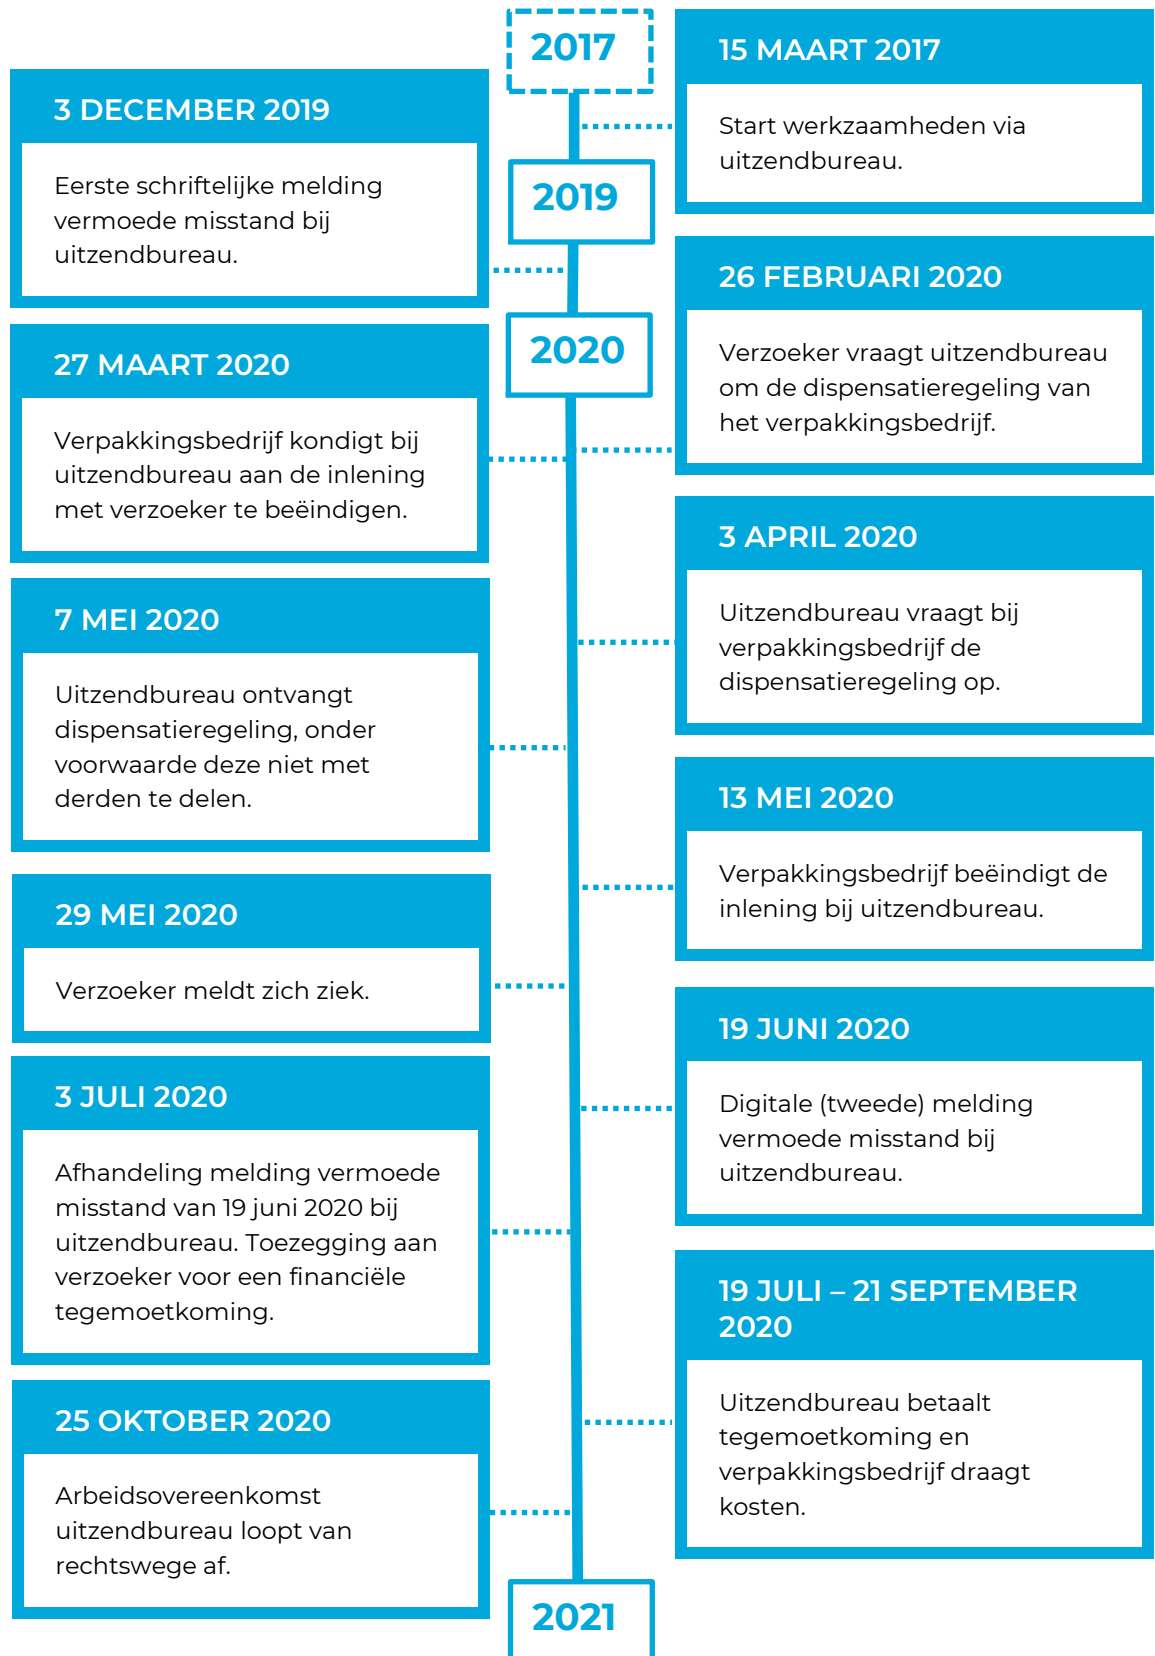 2017
15 MAART 2017
Start werkzaamheden via
uitzendbureau.
2019
3 DECEMBER 2019
Eerste schriftelijke melding
vermoede misstand bij
uitzendbureau.
2020
26 FEBRUARI 2020
Verzoeker vraagt uitzendbureau
om de dispensatieregeling van
het verpakkingsbedrijf.
27 MAART 2020
Verpakkingsbedrijf kondigt bij
uitzendbureau aan de inlening
met verzoeker te beëindigen.
3 APRIL 2020
Uitzendbureau vraagt bij
verpakkingsbedrijf de
dispensatieregeling op.
7 MEI 2020
Uitzendbureau ontvangt
dispensatieregeling, onder
voorwaarde deze niet met
derden te delen.
13 MEI 2020
Verpakkingsbedrijf beëindigt de
inlening bij uitzendbureau.
29 MEI 2020
Verzoeker meldt zich ziek.
19 JUNI 2020
Digitale (tweede) melding
vermoede misstand bij
uitzendbureau.
3 JULI 2020
Afhandeling melding vermoede
misstand van 19 juni 2020 bij
uitzendbureau. Toezegging aan
verzoeker voor een financiële
tegemoetkoming.
19 JULI – 21 SEPTEMBER
2020
Uitzendbureau betaalt
tegemoetkoming en
verpakkingsbedrijf draagt
kosten.
25 OKTOBER 2020
Arbeidsovereenkomst
uitzendbureau loopt van
rechtswege af.
2021